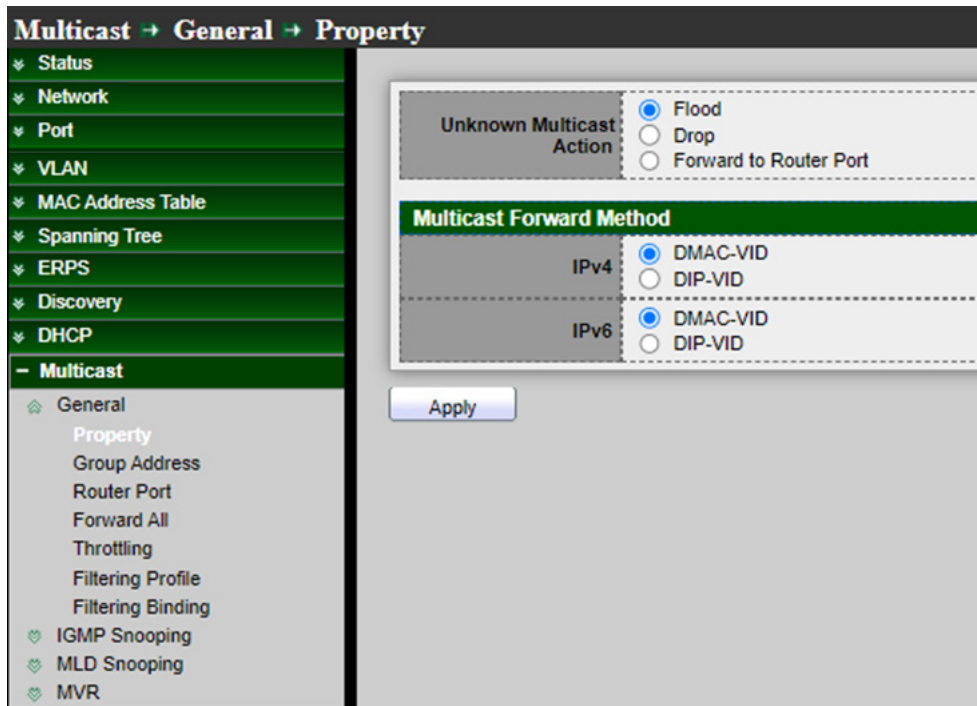 Multicast → General → Property
Status
Network
Port
VLAN
MAC Address Table
Spanning Tree
ERPS
Discovery
DHCP
Multicast
General
Property
Group Address
Router Port
Forward All
Throttling
Filtering Profile
Filtering Binding
IGMP Snooping
MLD Snooping
MVR
Unknown Multicast
Action
Flood
Drop
Forward to Router Port
Multicast Forward Method
IPv4
DMAC-VID
DIP-VID
IPv6
DMAC-VID
DIP-VID
Apply